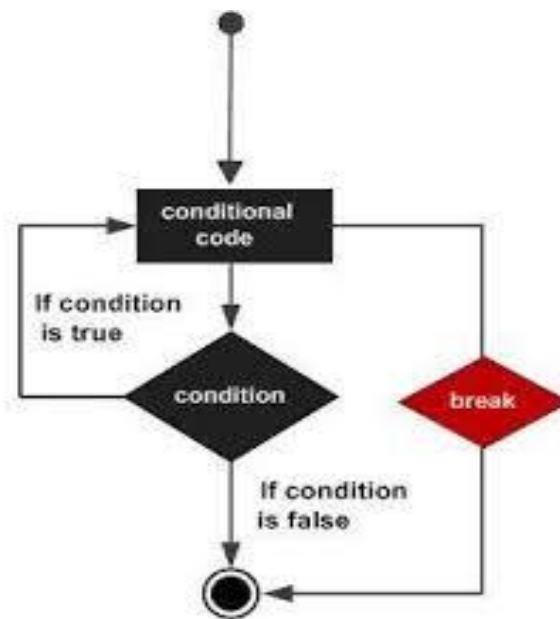 conditional
code
If condition
is true
condition
break
If condition
is false